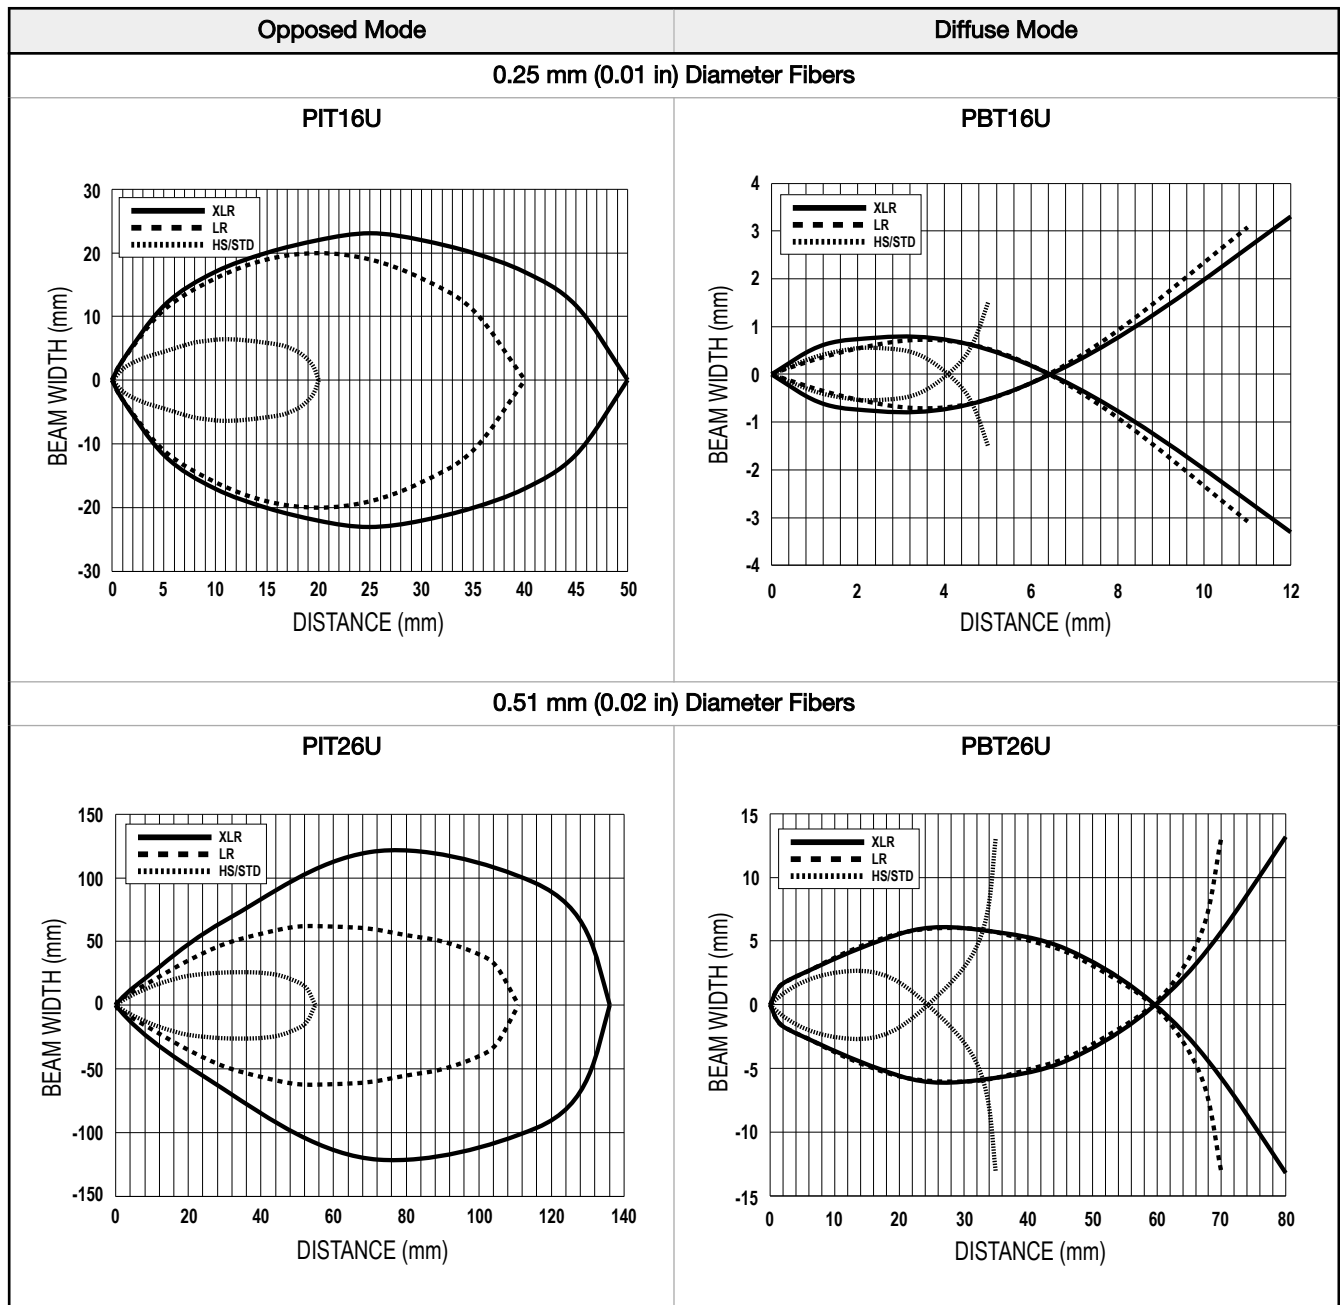 Opposed Mode
Diffuse Mode
0.25 mm (0.01 in) Diameter Fibers
PIT16U
PBT16U
XLR
LR
HS/STD
30
20
10
0
-10
-20
-30
BEAM WIDTH (mm)
0 5 10 15 20 25 30 35 40 45 50
DISTANCE (mm)
XLR
LR
HS/STD
4
3
2
1
0
-1
-2
-3
-4
BEAM WIDTH (mm)
0 2 4 6 8 10 12
DISTANCE (mm)
0.51 mm (0.02 in) Diameter Fibers
PIT26U
PBT26U
XLR
LR
HS/STD
150
100
50
0
-50
-100
-150
BEAM WIDTH (mm)
0 20 40 60 80 100 120 140
DISTANCE (mm)
XLR
LR
HS/STD
15
10
5
0
-5
-10
-15
BEAM WIDTH (mm)
0 10 20 30 40 50 60 70 80
DISTANCE (mm)